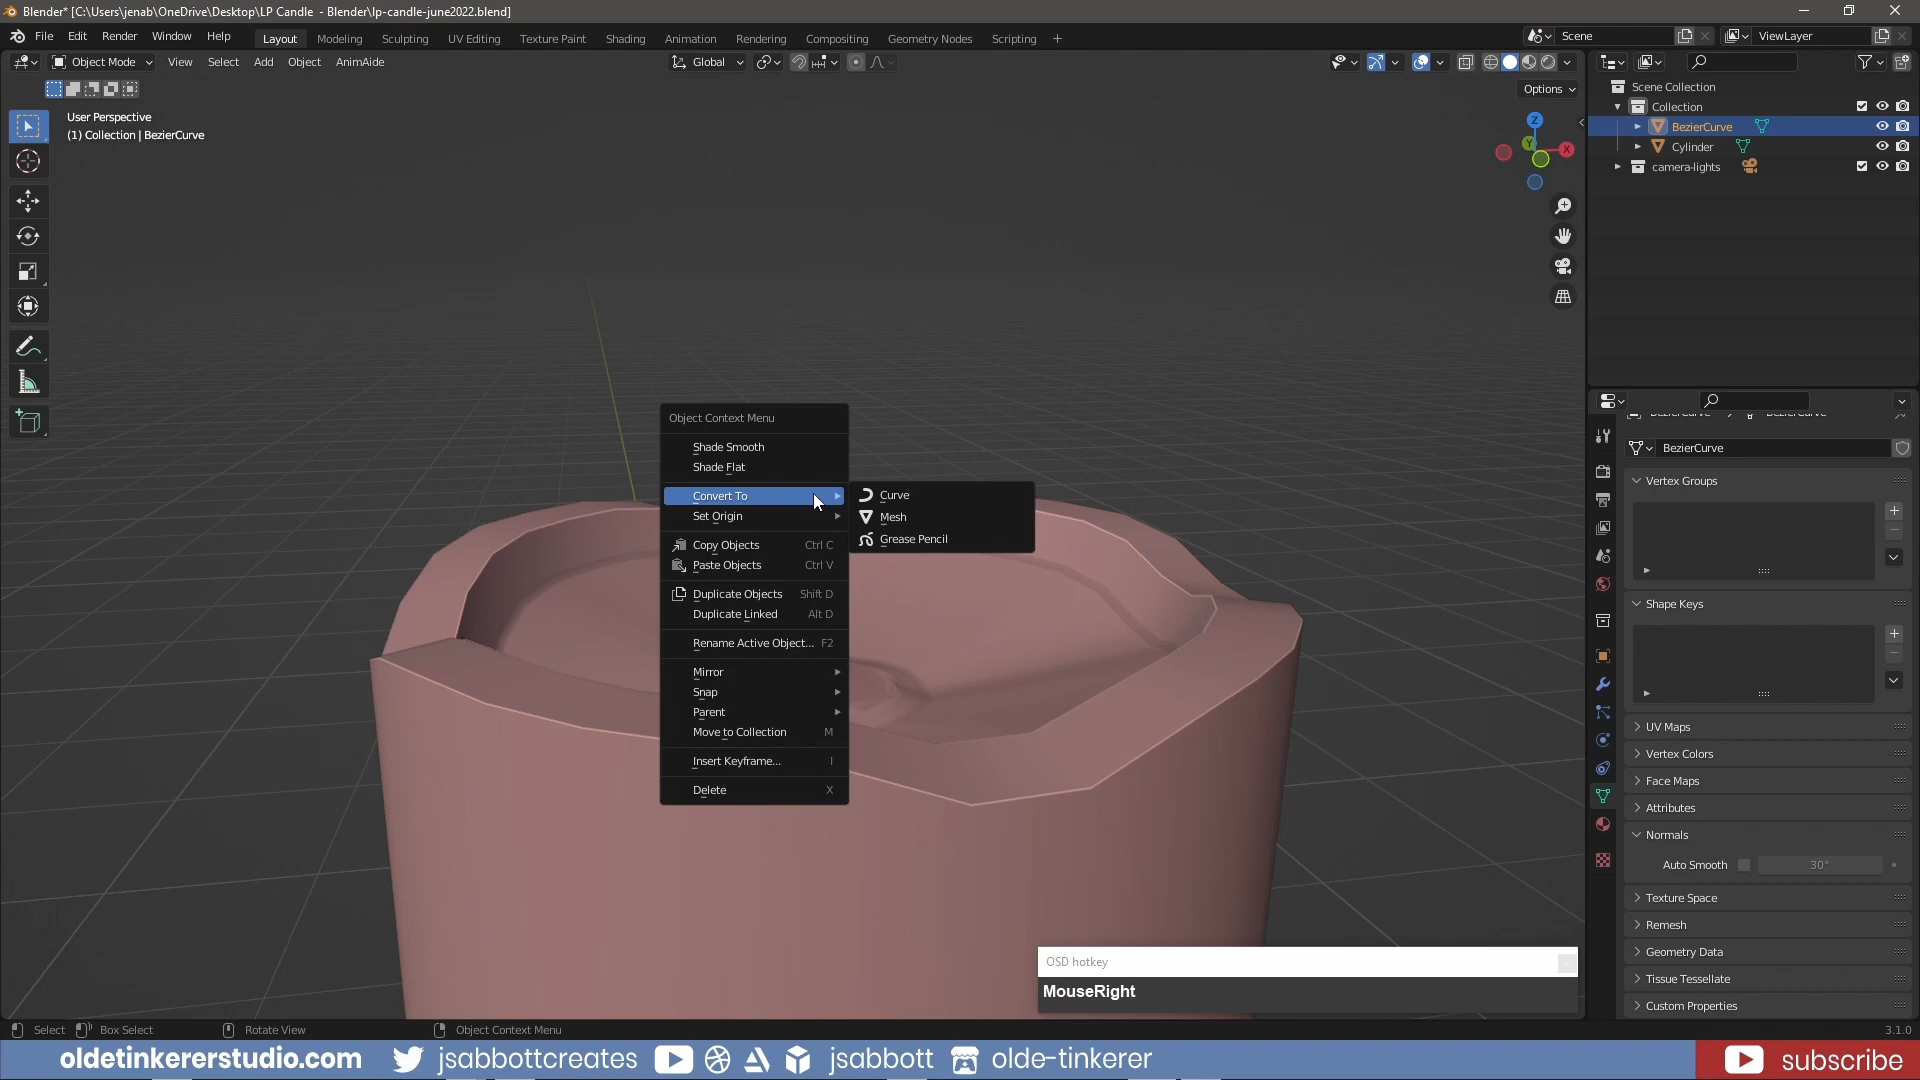 Blender* [C:\Users\jenab\OneDrive\Desktop\LP Candle - Blender\lp-candle-june2022.blend]
File Edit Render Window Help Layout Modeling Sculpting UV Editing Texture Paint Shading Animation Rendering Compositing Geometry Nodes Scripting + Scene ViewLayer
Object Mode View Select Add Object AnimAide Global
Options
User Perspective
(1) Collection | BezierCurve
Z
Y
X
Scene Collection
Collection
BezierCurve
Cylinder
camera-lights
Object Context Menu
Shade Smooth
Shade Flat
Convert To
Set Origin
Copy Objects Ctrl C
Paste Objects Ctrl V
Duplicate Objects Shift D
Duplicate Linked Alt D
Rename Active Object... F2
Mirror
Snap
Parent
Move to Collection M
Insert Keyframe... I
Delete X
Curve
Mesh
Grease Pencil
BezierCurve
Vertex Groups
Shape Keys
UV Maps
Vertex Colors
Face Maps
Attributes
Normals
Auto Smooth 30°
Texture Space
Remesh
Geometry Data
Tissue Tessellate
Custom Properties
OSD hotkey
MouseRight
Select Box Select Rotate View Object Context Menu 3.1.0
oldetinkererstudio.com jsabbottcreates jsabbott olde-tinkerer subscribe